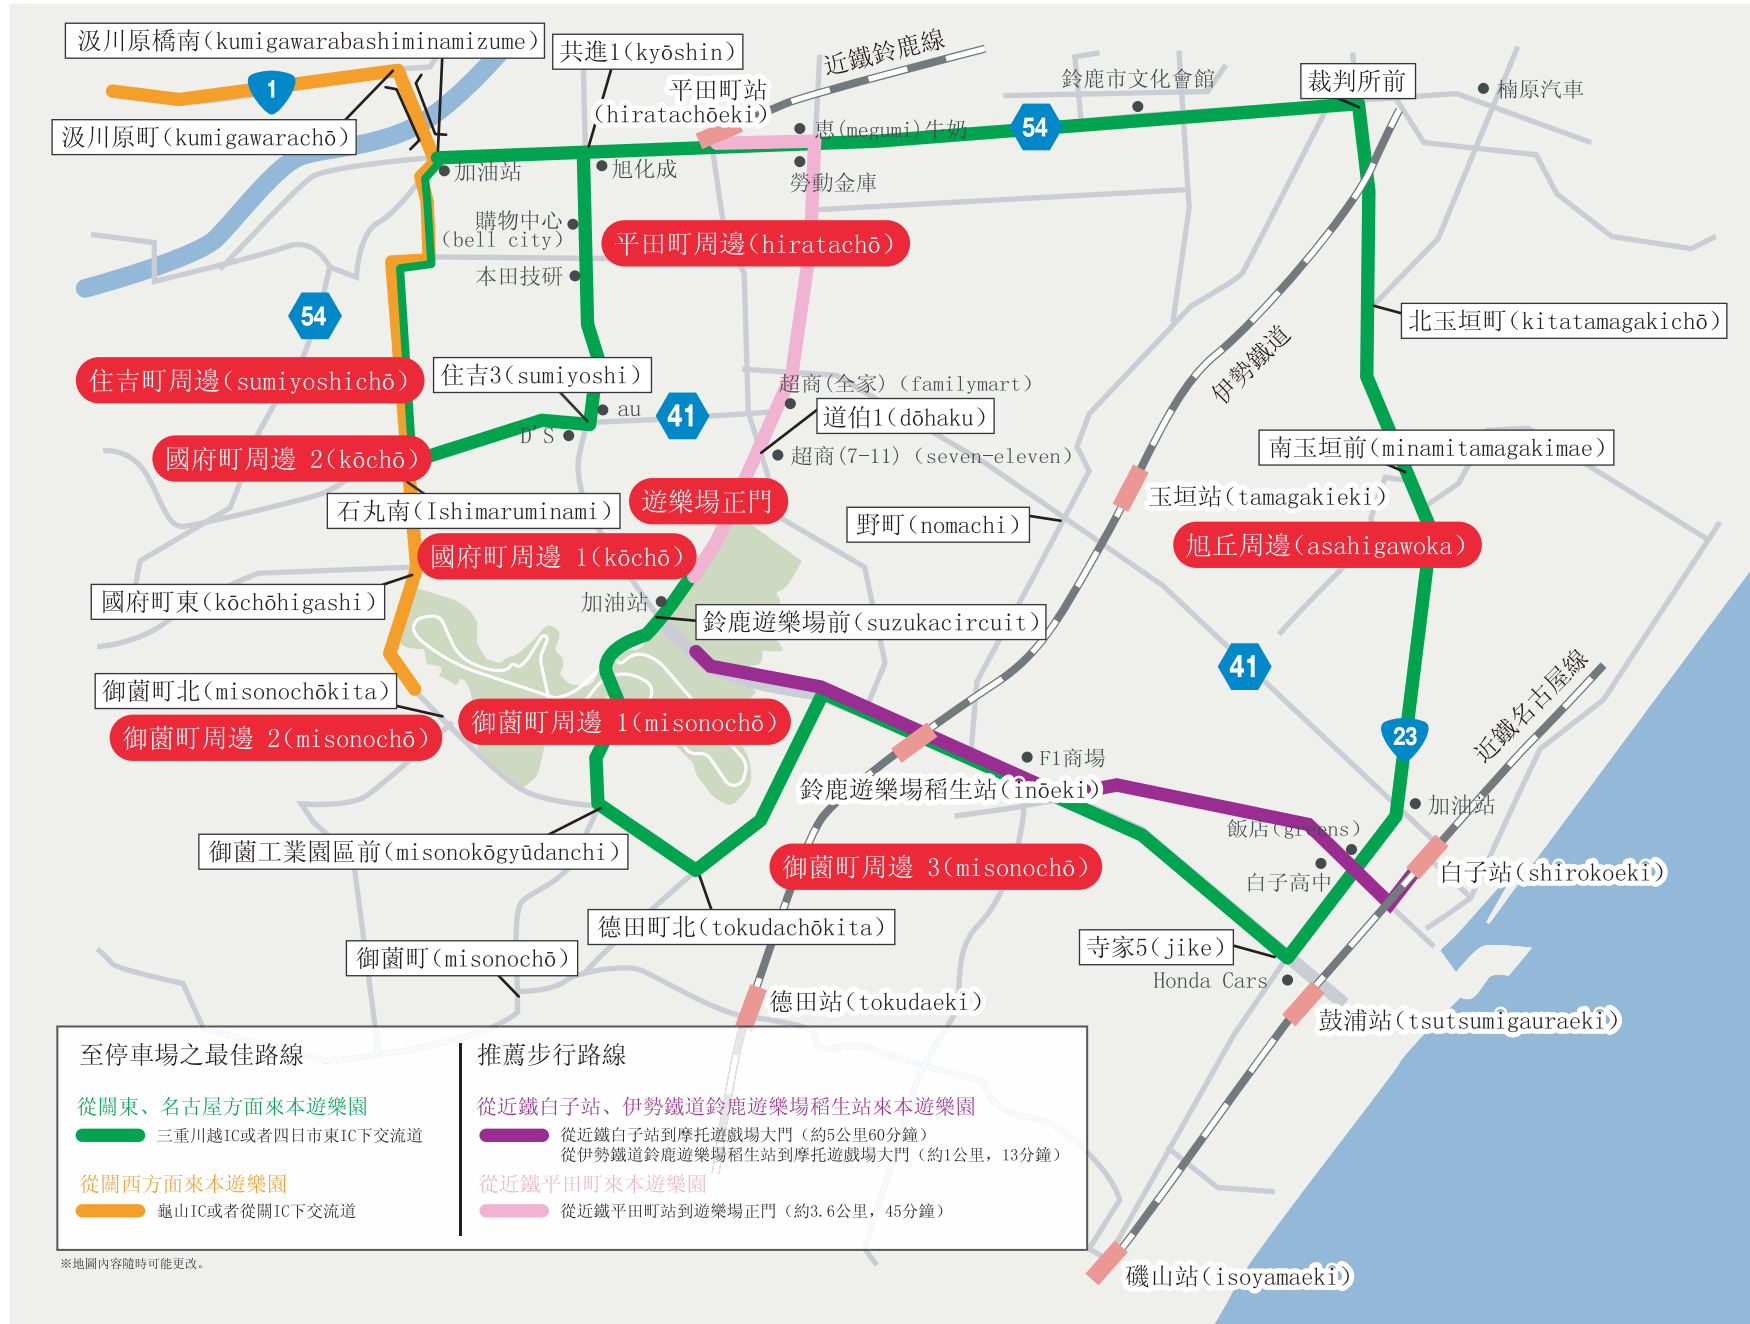 汲川原橋南(kumigawarabashiminamizume)
共進1(kyōshin)
近鐵鈴鹿線
1
平田町站
(hiratachōeki)
鈴鹿市文化會館
裁判所前
楠原汽車
汲川原町(kumigawarachō)
恵(megumi)牛奶
54
加油站
旭化成
勞動金庫
購物中心
(bell city)
平田町周邊(hiratachō)
本田技研
54
北玉垣町(kitatamagakichō)
伊勢鐵道
住吉町周邊(sumiyoshichō)
住吉3(sumiyoshi)
超商(全家) (familymart)
au
41
道伯1(dōhaku)
D'S
國府町周邊 2(kōchō)
超商(7-11) (seven-eleven)
南玉垣前(minamitamagakimae)
遊樂場正門
玉垣站(tamagakieki)
石丸南(Ishimaruminami)
野町(nomachi)
旭丘周邊(asahigawoka)
國府町周邊 1(kōchō)
國府町東(kōchōhigashi)
加油站
鈴鹿遊樂場前(suzukacircuit)
41
御薗町北(misonochōkita)
近鐵名古屋線
御薗町周邊 1(misonochō)
御薗町周邊 2(misonochō)
23
F1商場
鈴鹿遊樂場稻生站(inōeki)
加油站
飯店(greens)
御薗工業園區前(misonokōgyūdanchi)
御薗町周邊 3(misonochō)
白子站(shirokoeki)
白子高中
德田町北(tokudachōkita)
寺家5(jike)
御薗町(misonochō)
Honda Cars
德田站(tokudaeki)
鼓浦站(tsutsumigauraeki)
至停車場之最佳路線
從關東、名古屋方面來本遊樂園
三重川越IC或者四日市東IC下交流道
從關西方面來本遊樂園
龜山IC或者從關IC下交流道
推薦步行路線
從近鐵白子站、伊勢鐵道鈴鹿遊樂場稻生站來本遊樂園
從近鐵白子站到摩托遊戲場大門（約5公里60分鐘）
從伊勢鐵道鈴鹿遊樂場稻生站到摩托遊戲場大門（約1公里，13分鐘）
從近鐵平田町來本遊樂園
從近鐵平田町站到遊樂場正門（約3.6公里，45分鐘）
※地圖內容隨時可能更改。
磯山站(isoyamaeki)